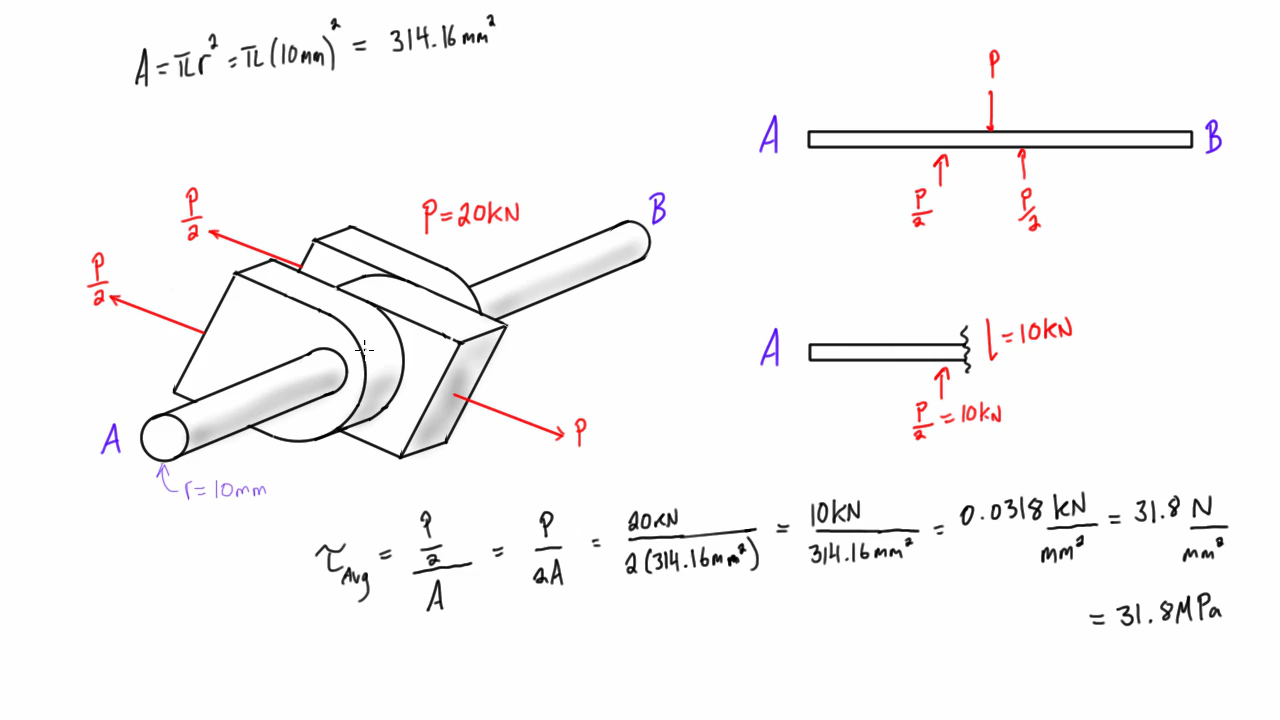 A = πr² = π(10mm)² = 314.16mm²
P
A
B
P/2
P/2
P/2
P = 20KN
B
P/2
A
= 10KN
P/2 = 10KN
P
A
r = 10mm
τAvg = P/2/A = P/2A = 20KN/2(314.16mm²) = 10KN/314.16mm² = 0.0318 KN/mm² = 31.8 N/mm²
= 31.8MPa